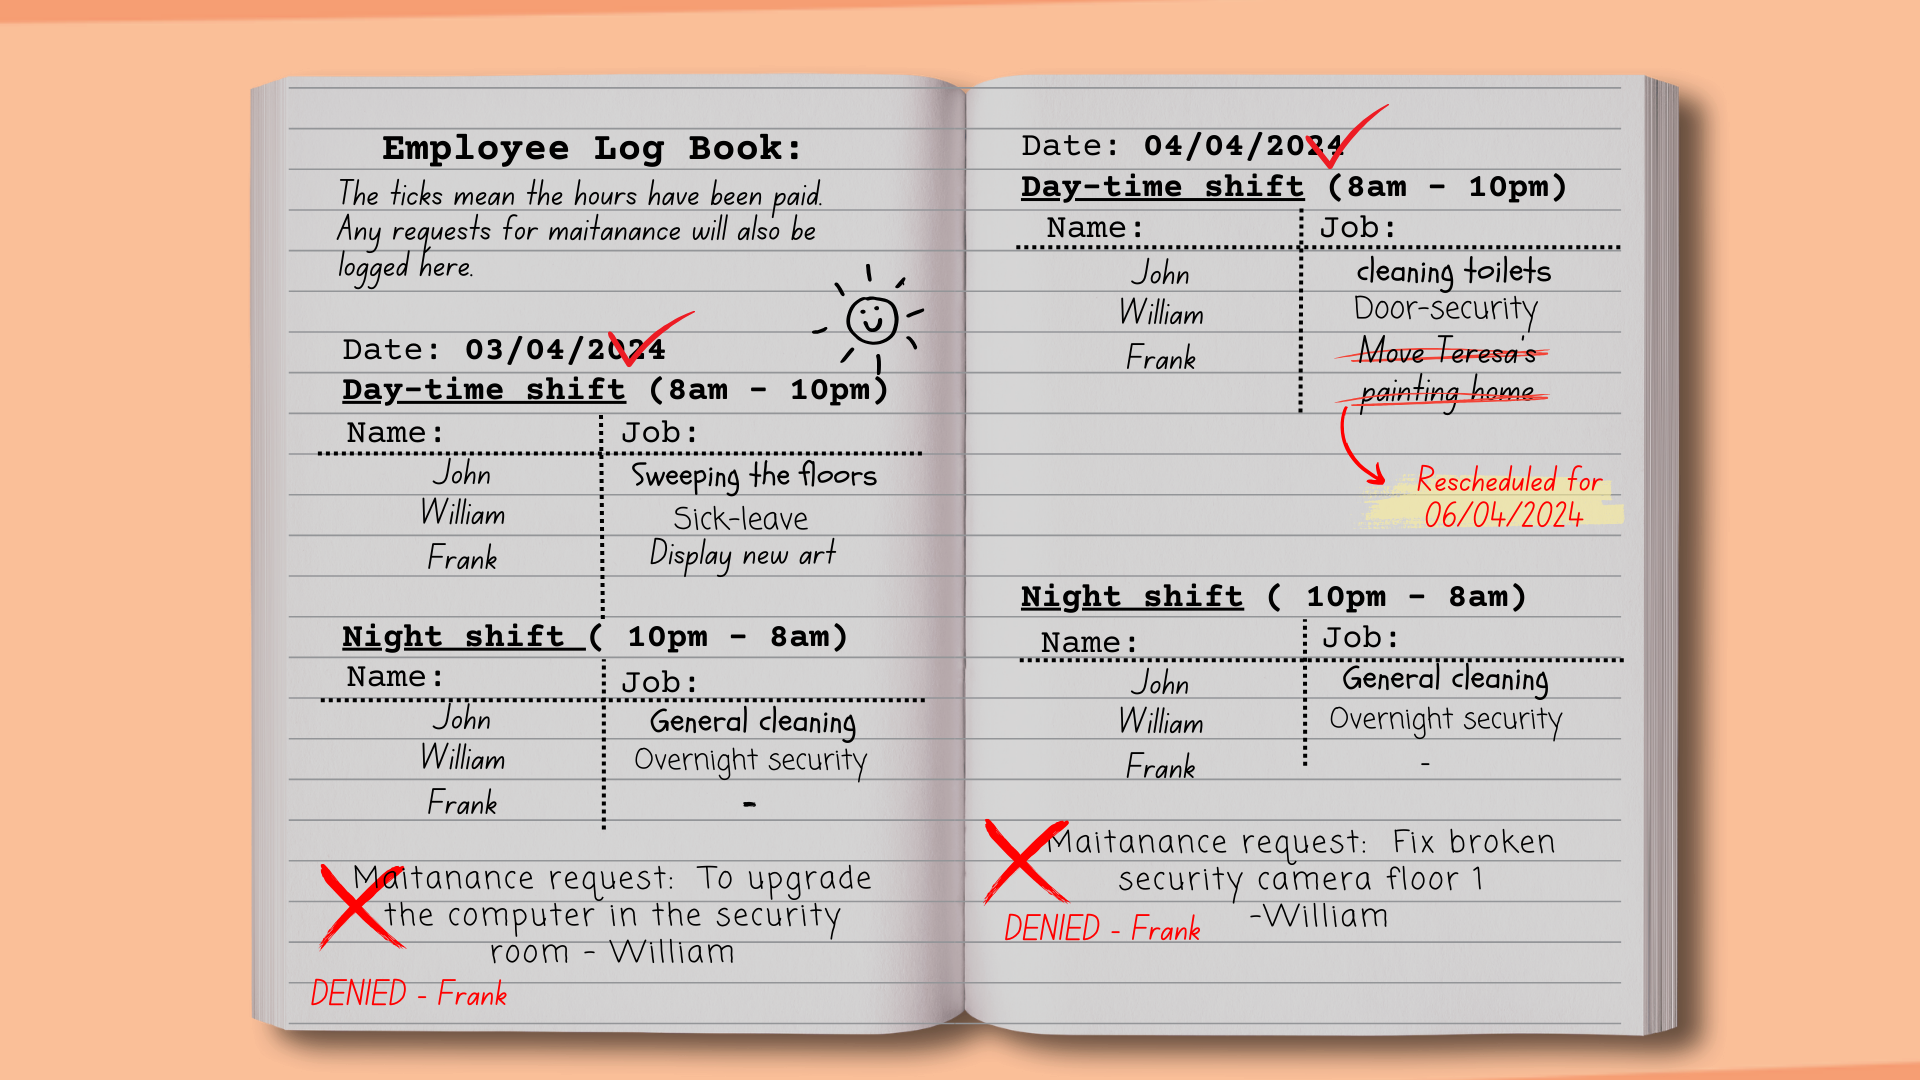 Employee Log Book:
The ticks mean the hours have been paid.
Any requests for maitanance will also be
logged here.
Date: 03/04/2024
Day-time shift (8am - 10pm)
Name: Job:
John Sweeping the floors
William Sick-leave
Frank Display new art
Night shift ( 10pm - 8am)
Name: Job:
John General cleaning
William Overnight security
Frank -
Maitanance request: To upgrade
the computer in the security
room - William
DENIED - Frank
Date: 04/04/2024
Day-time shift (8am - 10pm)
Name: Job:
John cleaning toilets
William Door-security
Frank Move Teresa's
painting home
Rescheduled for
06/04/2024
Night shift ( 10pm - 8am)
Name: Job:
John General cleaning
William Overnight security
Frank -
Maitanance request: Fix broken
security camera floor 1
-William
DENIED - Frank